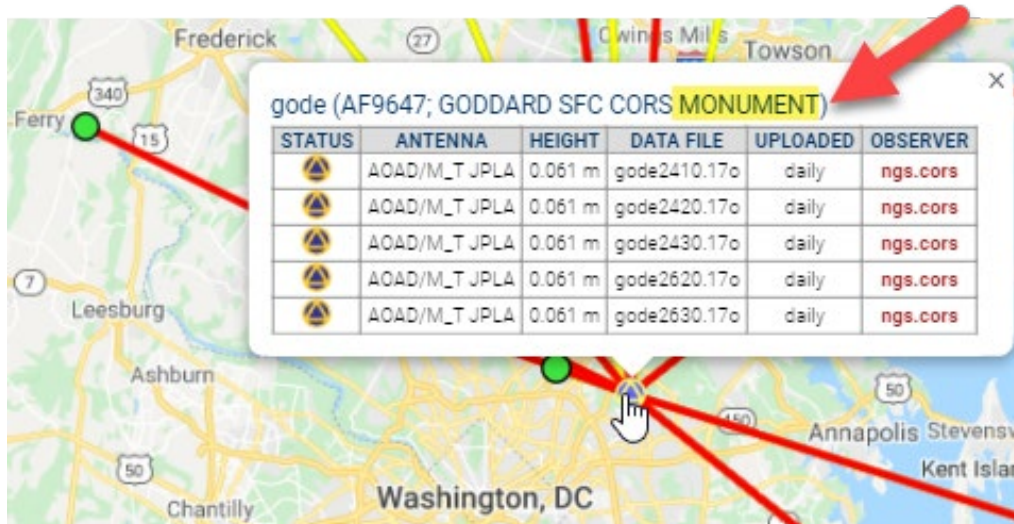 Frederick
27
Owings Mills
Towson
340
Ferry
15
gode (AF9647; GODDARD SFC CORS MONUMENT)
STATUS ANTENNA HEIGHT DATA FILE UPLOADED OBSERVER
AOAD/M_T JPLA 0.061 m gode2410.17o daily ngs.cors
AOAD/M_T JPLA 0.061 m gode2420.17o daily ngs.cors
AOAD/M_T JPLA 0.061 m gode2430.17o daily ngs.cors
AOAD/M_T JPLA 0.061 m gode2620.17o daily ngs.cors
AOAD/M_T JPLA 0.061 m gode2630.17o daily ngs.cors
7
Leesburg
Ashburn
50
450
Annapolis Stevensv
50
Kent Islan
Chantilly
Washington, DC